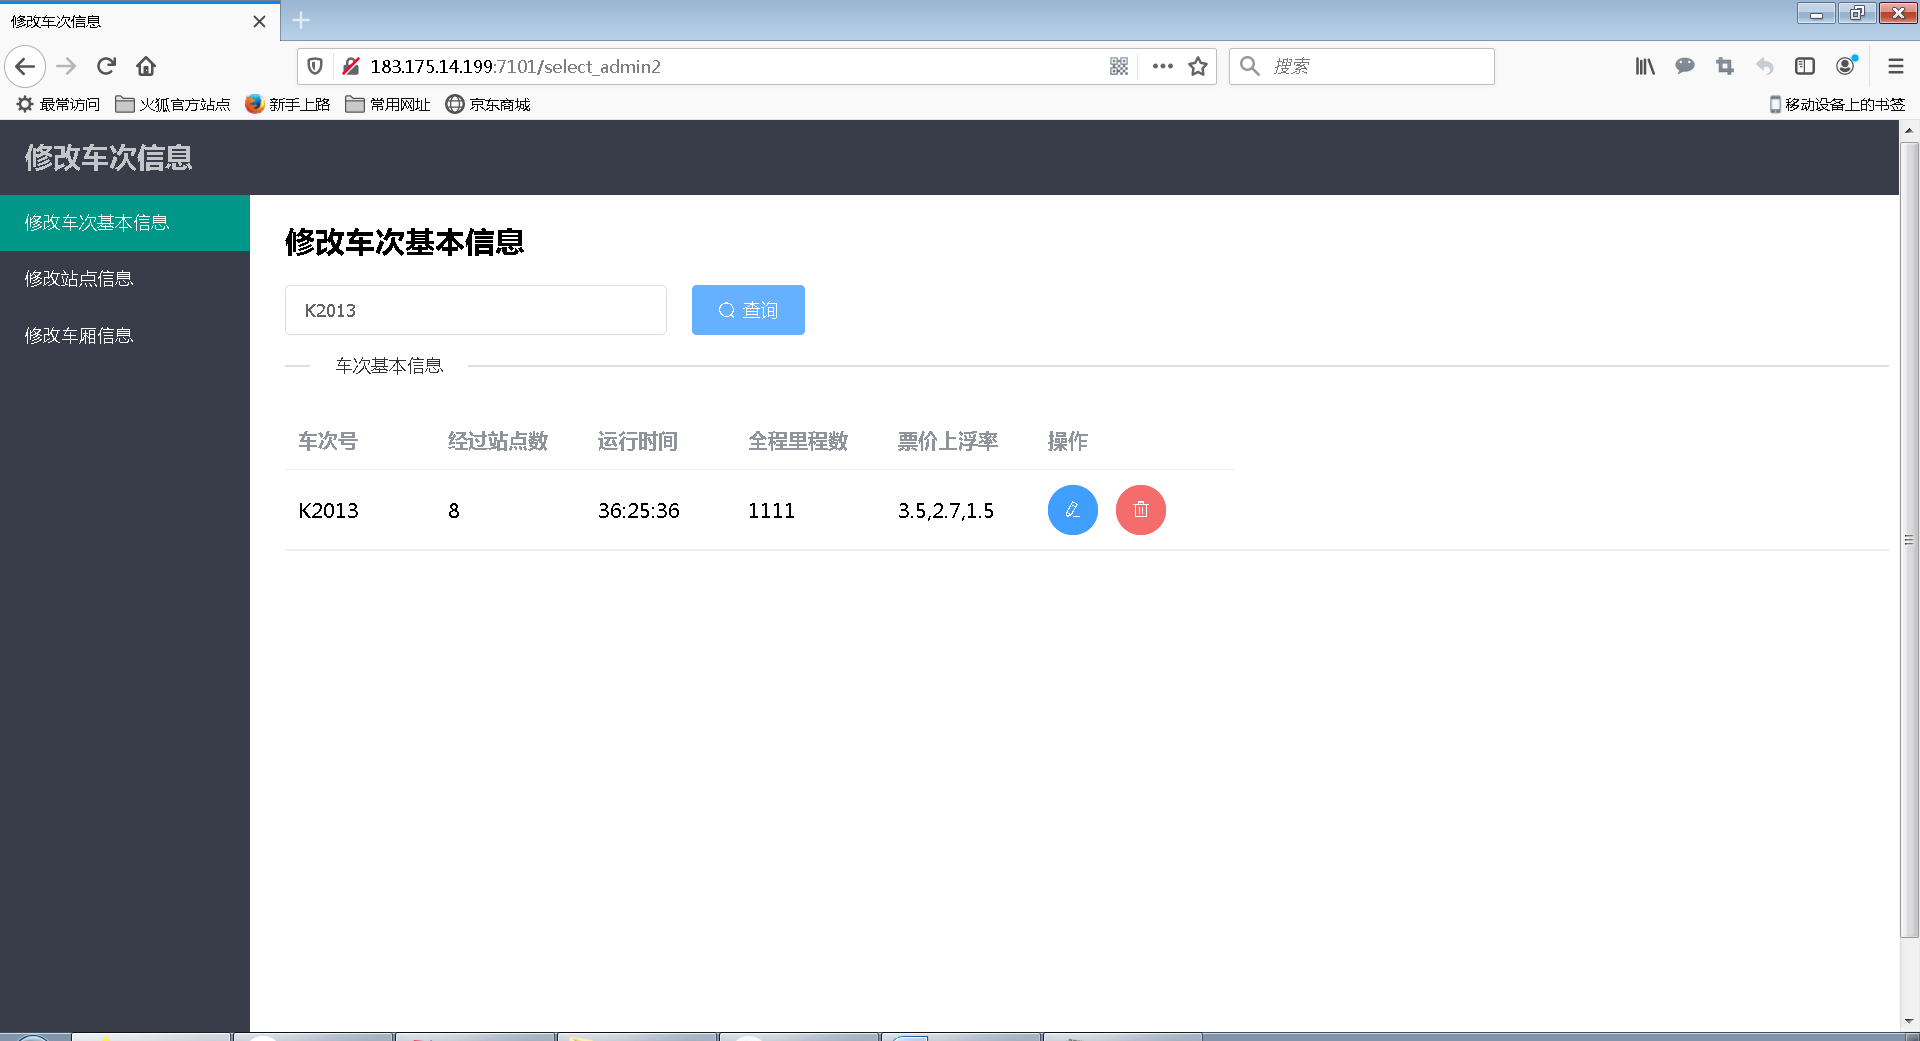 修改车次信息
183.175.14.199:7101/select_admin2
搜索
最常访问 火狐官方站点 新手上路 常用网址 京东商城 移动设备上的书签
修改车次信息
修改车次基本信息
修改站点信息
修改车厢信息
修改车次基本信息
K2013 查询
车次基本信息
车次号 经过站点数 运行时间 全程里程数 票价上浮率 操作
K2013 8 36:25:36 1111 3.5,2.7,1.5